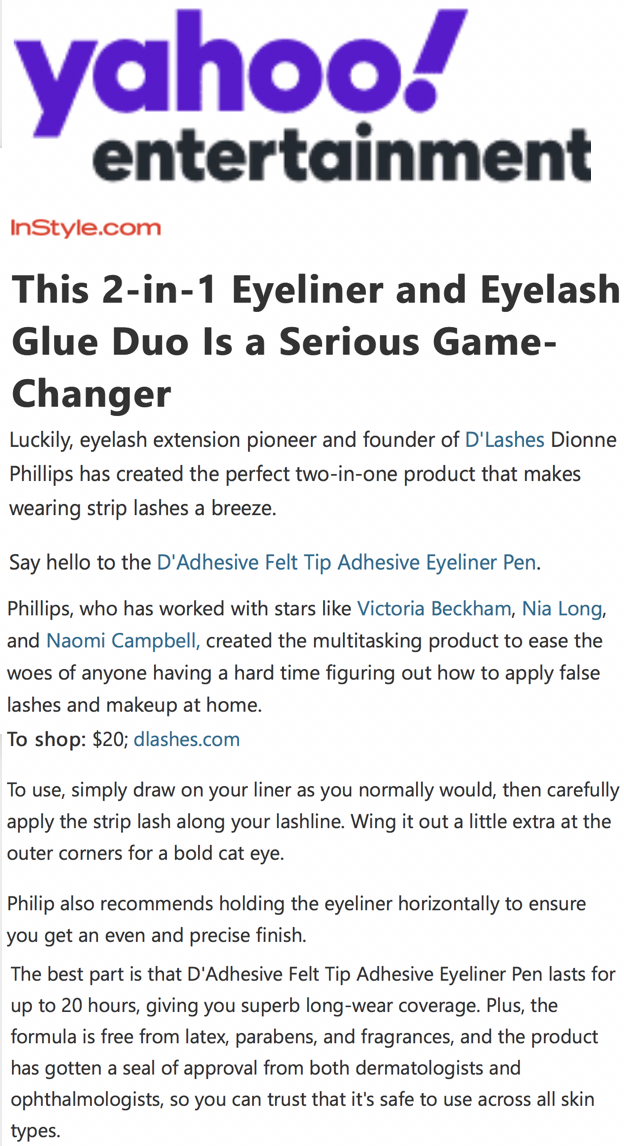 yahoo!
entertainment
InStyle.com
This 2-in-1 Eyeliner and Eyelash
Glue Duo Is a Serious Game-
Changer
Luckily, eyelash extension pioneer and founder of D'Lashes Dionne
Phillips has created the perfect two-in-one product that makes
wearing strip lashes a breeze.
Say hello to the D'Adhesive Felt Tip Adhesive Eyeliner Pen.
Phillips, who has worked with stars like Victoria Beckham, Nia Long,
and Naomi Campbell, created the multitasking product to ease the
woes of anyone having a hard time figuring out how to apply false
lashes and makeup at home.
To shop: $20; dlashes.com
To use, simply draw on your liner as you normally would, then carefully
apply the strip lash along your lashline. Wing it out a little extra at the
outer corners for a bold cat eye.
Philip also recommends holding the eyeliner horizontally to ensure
you get an even and precise finish.
The best part is that D'Adhesive Felt Tip Adhesive Eyeliner Pen lasts for
up to 20 hours, giving you superb long-wear coverage. Plus, the
formula is free from latex, parabens, and fragrances, and the product
has gotten a seal of approval from both dermatologists and
ophthalmologists, so you can trust that it's safe to use across all skin
types.